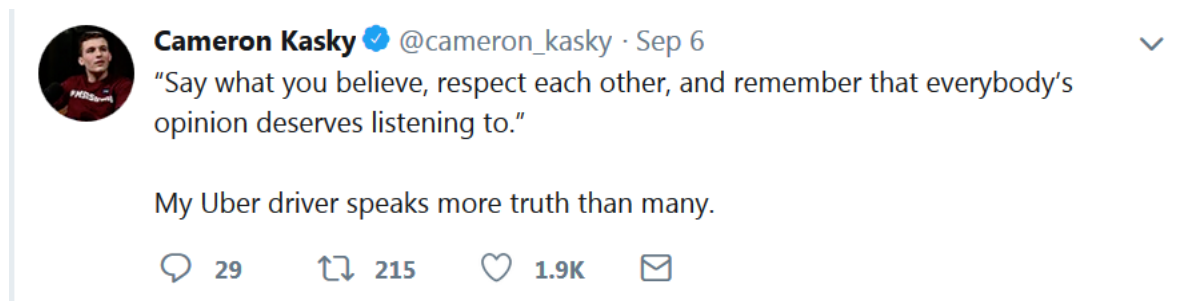 Cameron Kasky @cameron_kasky · Sep 6
“Say what you believe, respect each other, and remember that everybody’s
opinion deserves listening to.”
My Uber driver speaks more truth than many.
29 215 1.9K